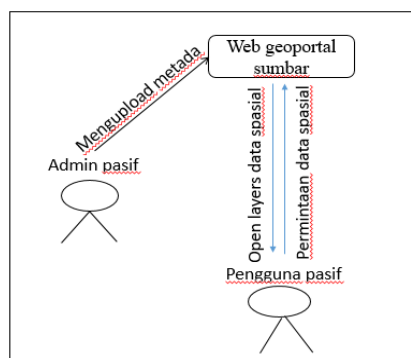 Web geoportal
sumbar
Mengupload metada
Admin pasif
Open layers data spasial
Permintaan data spasial
Pengguna pasif